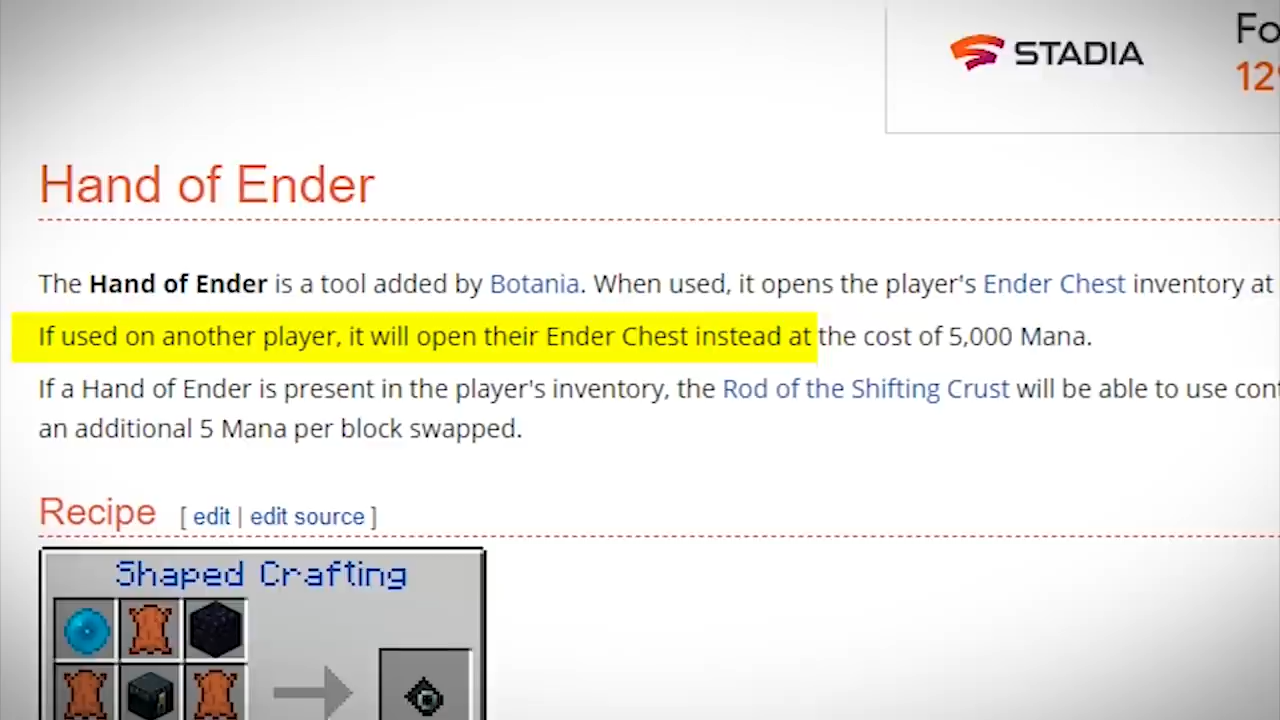 STADIA
Fo
129
Hand of Ender
The Hand of Ender is a tool added by Botania. When used, it opens the player's Ender Chest inventory at
If used on another player, it will open their Ender Chest instead at the cost of 5,000 Mana.
If a Hand of Ender is present in the player's inventory, the Rod of the Shifting Crust will be able to use cont
an additional 5 Mana per block swapped.
Recipe [ edit | edit source ]
Shaped Crafting